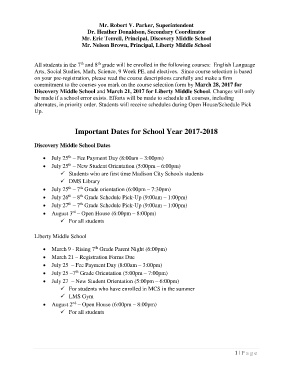 Mr. Robert V. Parker, Superintendent
Dr. Heather Donaldson, Secondary Coordinator
Mr. Eric Terrell, Principal, Discovery Middle School
Mr. Nelson Brown, Principal, Liberty Middle School
All students in the 7th and 8th grade will be enrolled in the following courses: English Language
Arts, Social Studies, Math, Science, 9 Week PE, and electives. Since course selection is based
on your pre-registration, please read the course descriptions carefully and make a firm
commitment to the courses you mark on the course selection form by March 28, 2017 for
Discovery Middle School and March 21, 2017 for Liberty Middle School. Changes will only
be made if a school error exists. Efforts will be made to schedule all courses, including
alternates, in priority order. Students will receive schedules during Open House/Schedule Pick
Up.
Important Dates for School Year 2017-2018
Discovery Middle School Dates
• July 25th – Fee Payment Day (8:00am – 3:00pm)
• July 25th – New Student Orientation (5:00pm – 6:00pm)
✓ Students who are first time Madison City Schools students
✓ DMS Library
• July 25th – 7th Grade orientation (6:00pm – 7:30pm)
• July 26th – 8th Grade Schedule Pick-Up (9:00am – 1:00pm)
• July 27th – 7th Grade Schedule Pick-Up (9:00am – 1:00pm)
• August 3rd – Open House (6:00pm – 8:00pm)
✓ For all students
Liberty Middle School
• March 9 - Rising 7th Grade Parent Night (6:00pm)
• March 21 – Registration Forms Due
• July 25 – Fee Payment Day (8:00am – 3:00pm)
• July 25 - 7th Grade Orientation (5:00pm – 7:00pm)
• July 27 – New Student Orientation (5:00pm – 6:00pm)
✓ For students who have enrolled in MCS in the summer
✓ LMS Gym
• August 2nd – Open House (6:00pm – 8:00pm)
✓ For all students
1 | Page